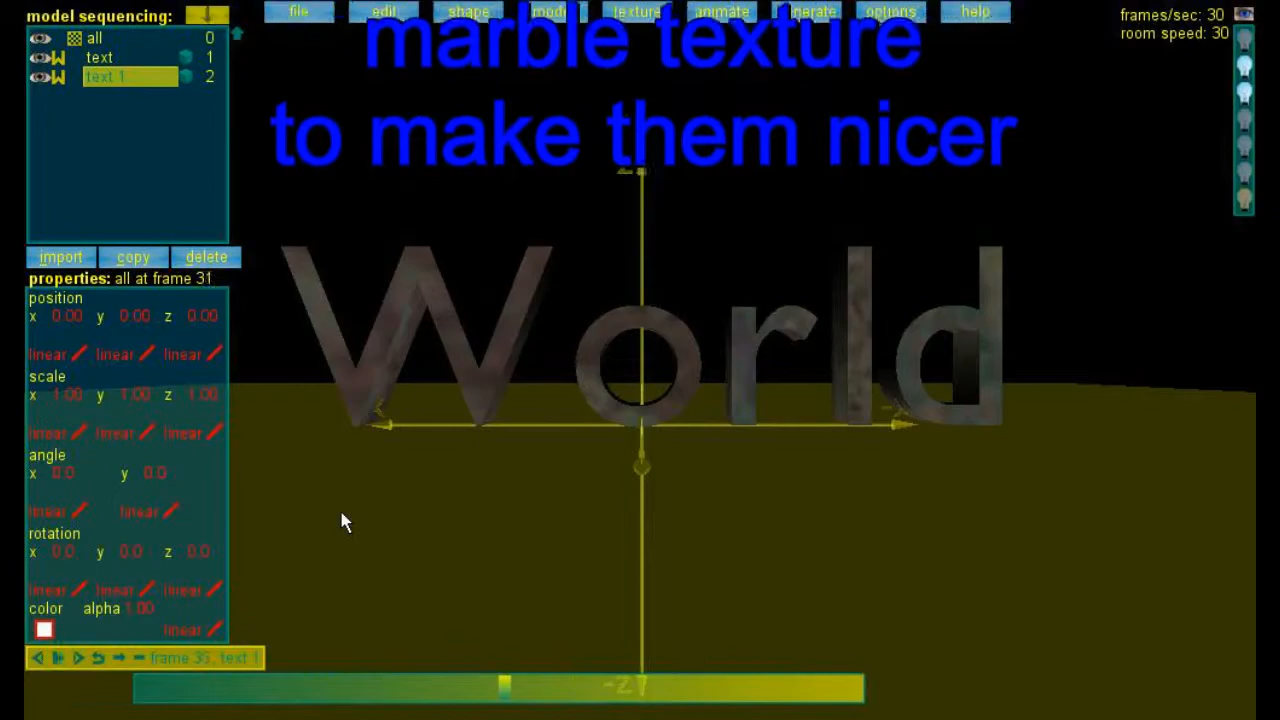 model sequencing:
file edit shape model texture animate generate options help
frames/sec: 30
room speed: 30
all 0
text 1
text 1 2
marble texture
to make them nicer
World
import copy delete
properties: all at frame 31
position
x 0.00 y 0.00 z 0.00
linear linear linear
scale
x 1.00 y 1.00 z 1.00
linear linear linear
angle
x 0.0 y 0.0
linear linear
rotation
x 0.0 y 0.0 z 0.0
linear linear linear
color alpha 1.00
linear
text 1
-Z